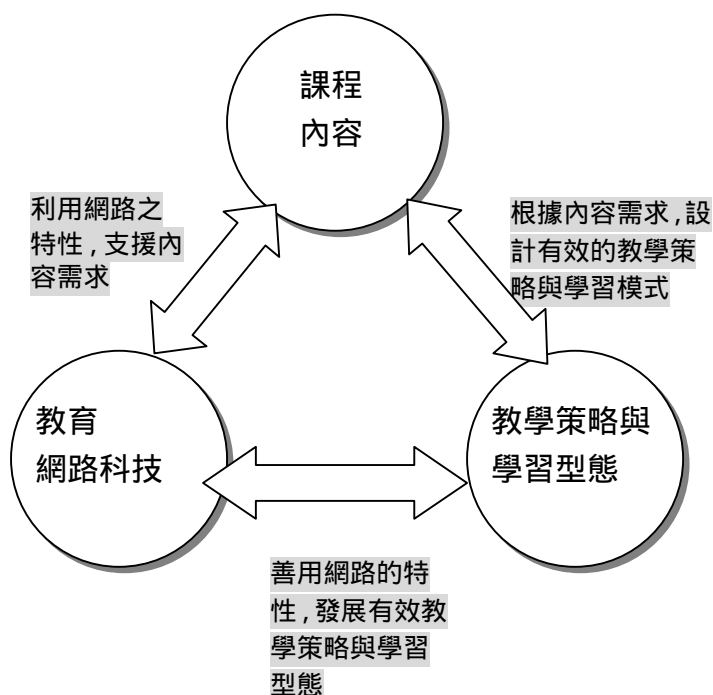 課程
內容
利用網路之
特性，支援內
容需求
根據內容需求，設
計有效的教學策
略與學習模式
教育
網路科技
教學策略與
學習型態
善用網路的特
性，發展有效教
學策略與學習
型態